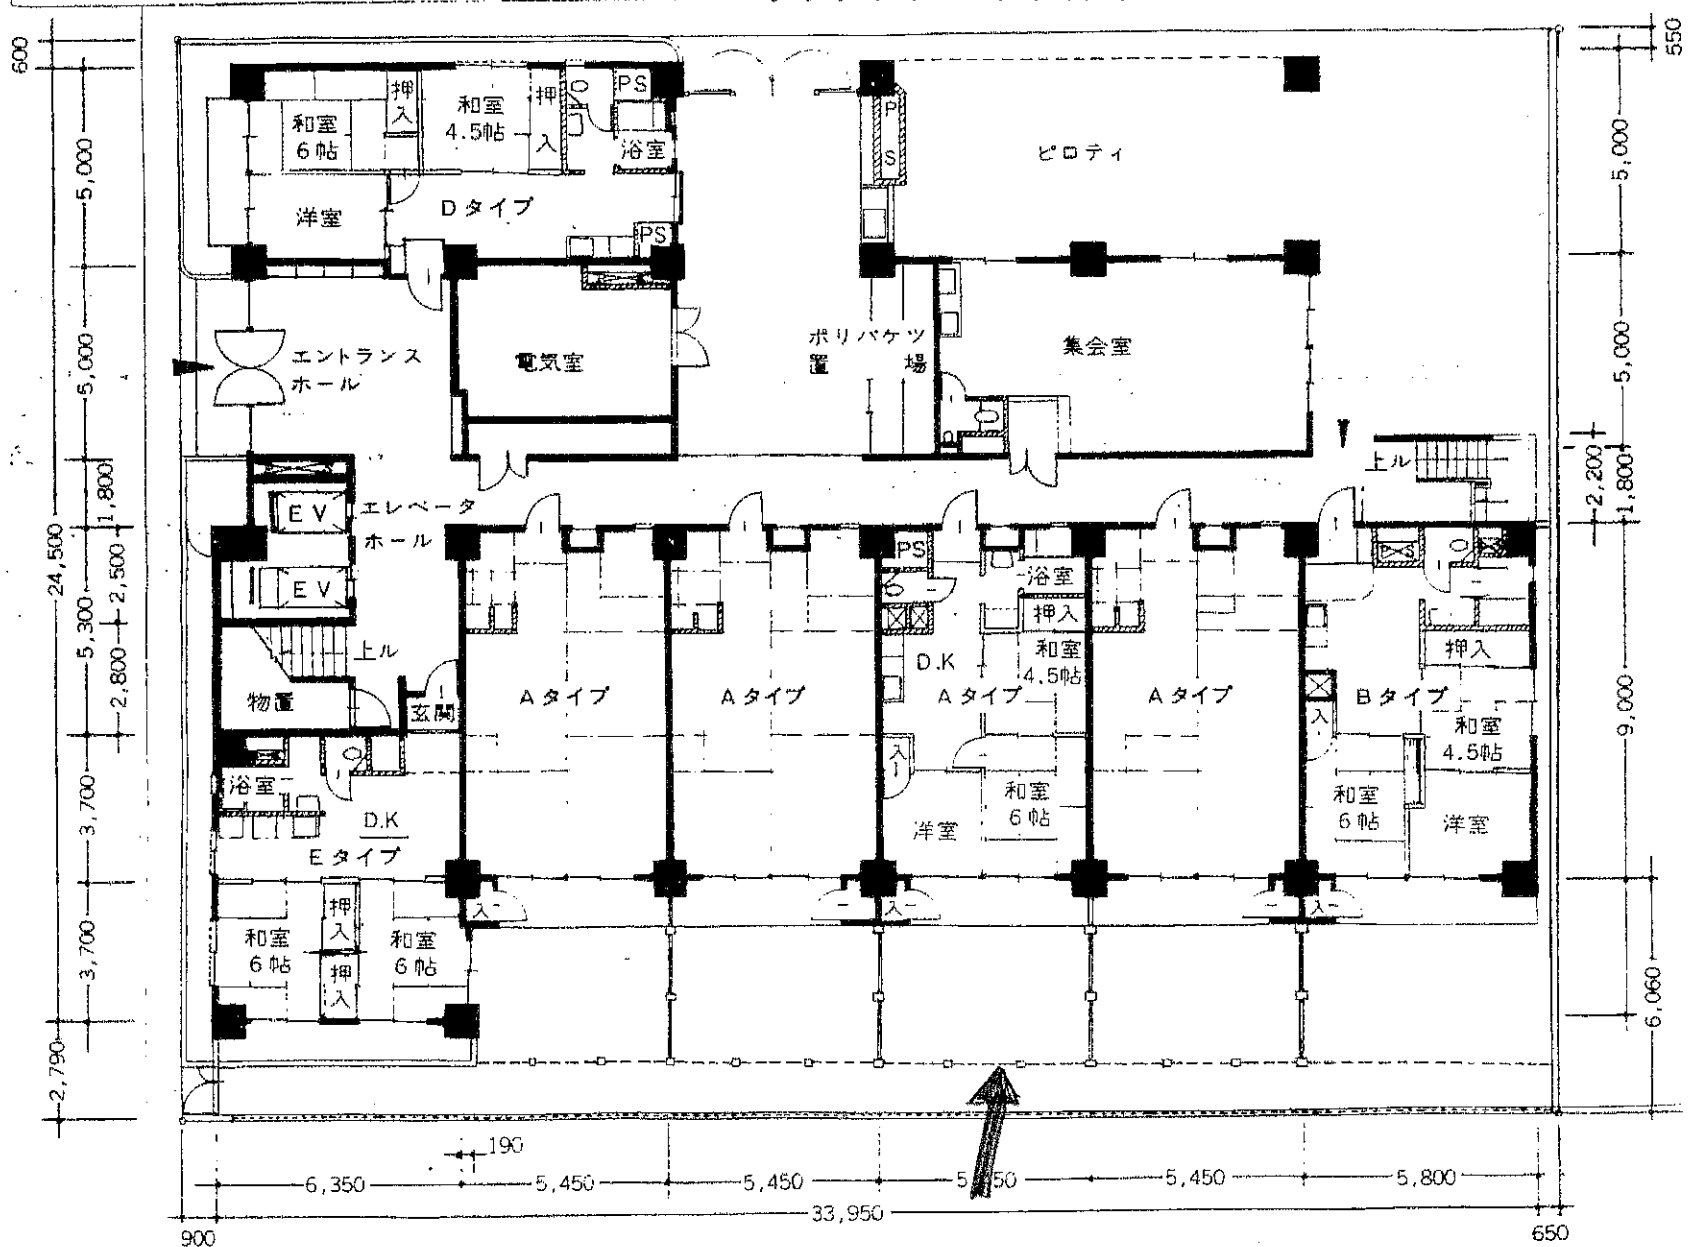 600
550
押
入
和室
4.5帖
押
入
PS
和室
6帖
浴室
P
S
ピロティ
5,000
5,000
洋室
Dタイプ
PS
エントランス
ホール
電気室
ポリバケツ
置 場
集会室
5,000
5,000
上ル
2,200
1,800
1,800
EV
エレベータ
ホール
EV
PS
浴室
押入
和室
4.5帖
D.K
押入
24,500
5,300
2,500
2,800
上ル
物置
玄関
Aタイプ
Aタイプ
Aタイプ
Aタイプ
Bタイプ
入
和室
4.5帖
9,000
浴室
D.K
Eタイプ
入
和室
6帖
洋室
和室
6帖
洋室
3,700
押
入
押
入
和室
6帖
和室
6帖
入
入
入
3,700
6,060
2,790
190
6,350
5,450
5,450
5,450
5,800
33,950
900
650